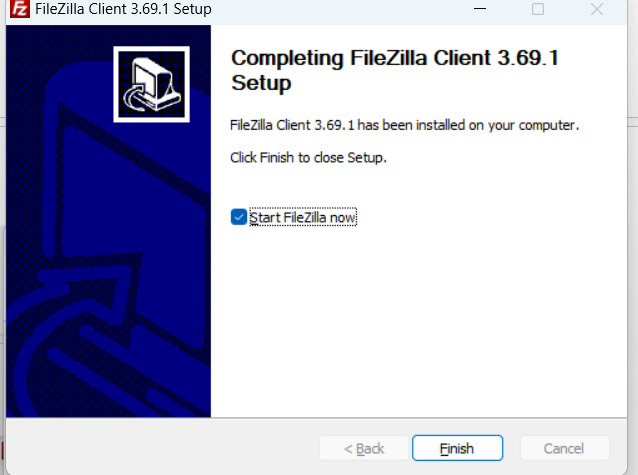 FileZilla Client 3.69.1 Setup
Completing FileZilla Client 3.69.1
Setup
FileZilla Client 3.69.1 has been installed on your computer.
Click Finish to close Setup.
Start FileZilla now
< Back
Finish
Cancel